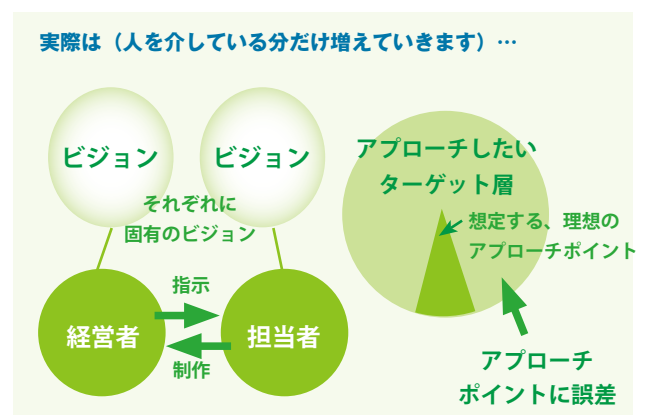 実際は（人を介している分だけ増えていきます）…
ビジョン
ビジョン
それぞれに
固有のビジョン
経営者
指示
制作
担当者
アプローチしたい
ターゲット層
想定する、理想の
アプローチポイント
アプローチ
ポイントに誤差